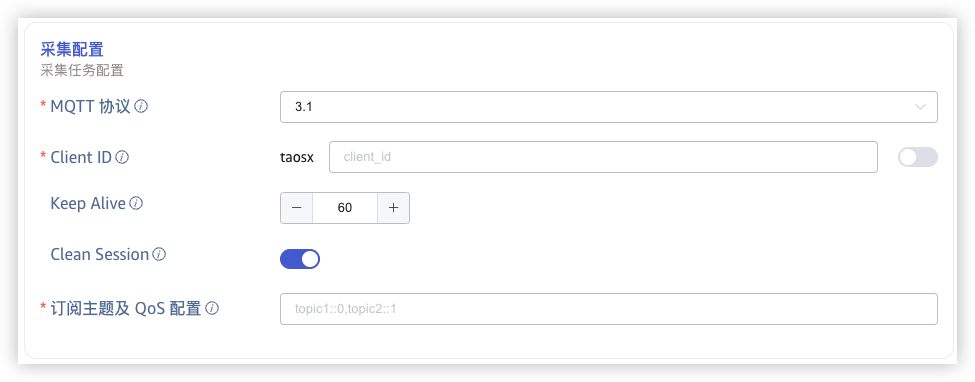 采集配置
采集任务配置
* MQTT 协议
3.1
* Client ID
taosx
client_id
Keep Alive
60
Clean Session
* 订阅主题及 QoS 配置
topic1::0,topic2::1